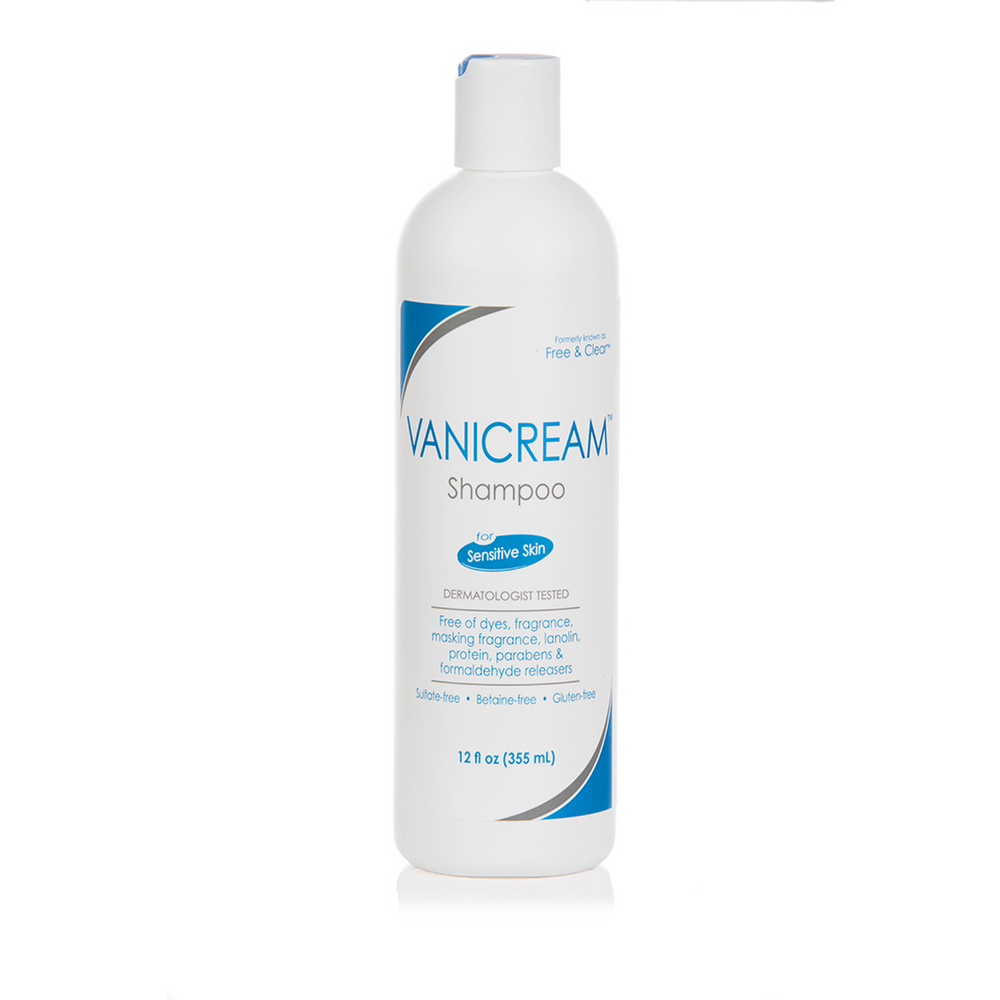 Formerly known as
Free & Clear™
VANICREAM™
Shampoo
for
Sensitive Skin
DERMATOLOGIST TESTED
Free of dyes, fragrance,
masking fragrance, lanolin,
protein, parabens &
formaldehyde releasers
Sulfate-free • Betaine-free • Gluten-free
12 fl oz (355 mL)